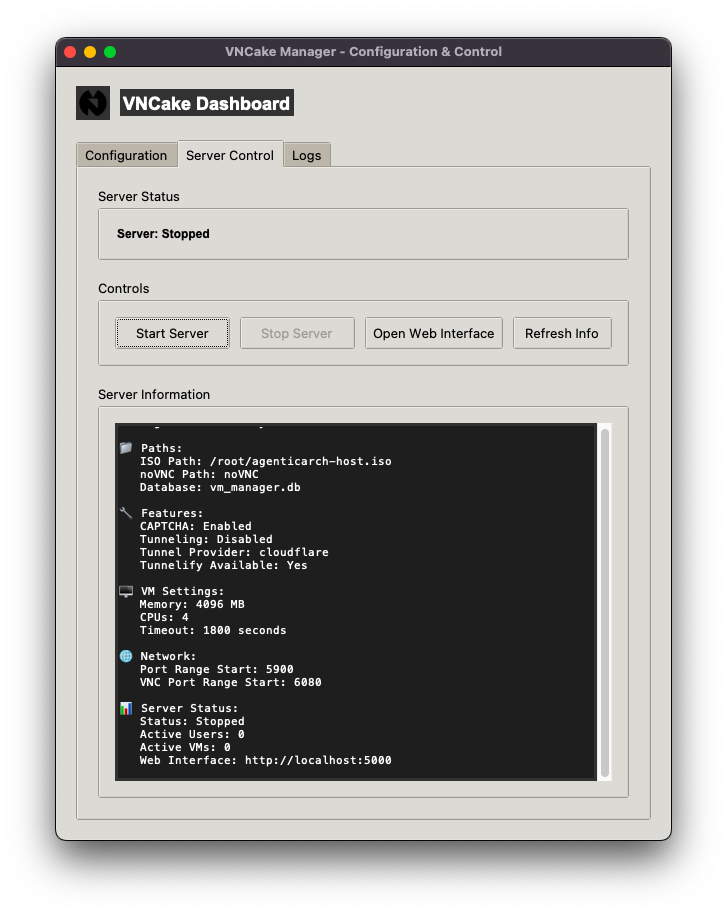 VNCake Manager - Configuration & Control
VNCake Dashboard
Configuration
Server Control
Logs
Server Status
Server: Stopped
Controls
Start Server
Stop Server
Open Web Interface
Refresh Info
Server Information
Paths:
ISO Path: /root/agenticarch-host.iso
noVNC Path: noVNC
Database: vm_manager.db
Features:
CAPTCHA: Enabled
Tunneling: Disabled
Tunnel Provider: cloudflare
Tunnelify Available: Yes
VM Settings:
Memory: 4096 MB
CPUs: 4
Timeout: 1800 seconds
Network:
Port Range Start: 5900
VNC Port Range Start: 6080
Server Status:
Status: Stopped
Active Users: 0
Active VMs: 0
Web Interface: http://localhost:5000